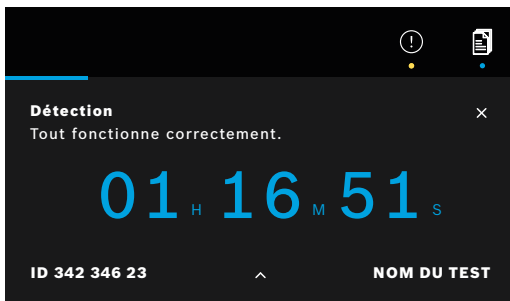 Détection
Tout fonctionne correctement.
01 H 16 M 51 S
ID 342 346 23
NOM DU TEST